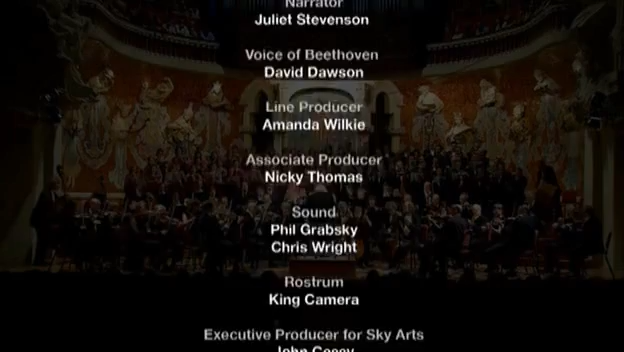 Narrator
Juliet Stevenson
Voice of Beethoven
David Dawson
Line Producer
Amanda Wilkie
Associate Producer
Nicky Thomas
Sound
Phil Grabsky
Chris Wright
Rostrum
King Camera
Executive Producer for Sky Arts
John